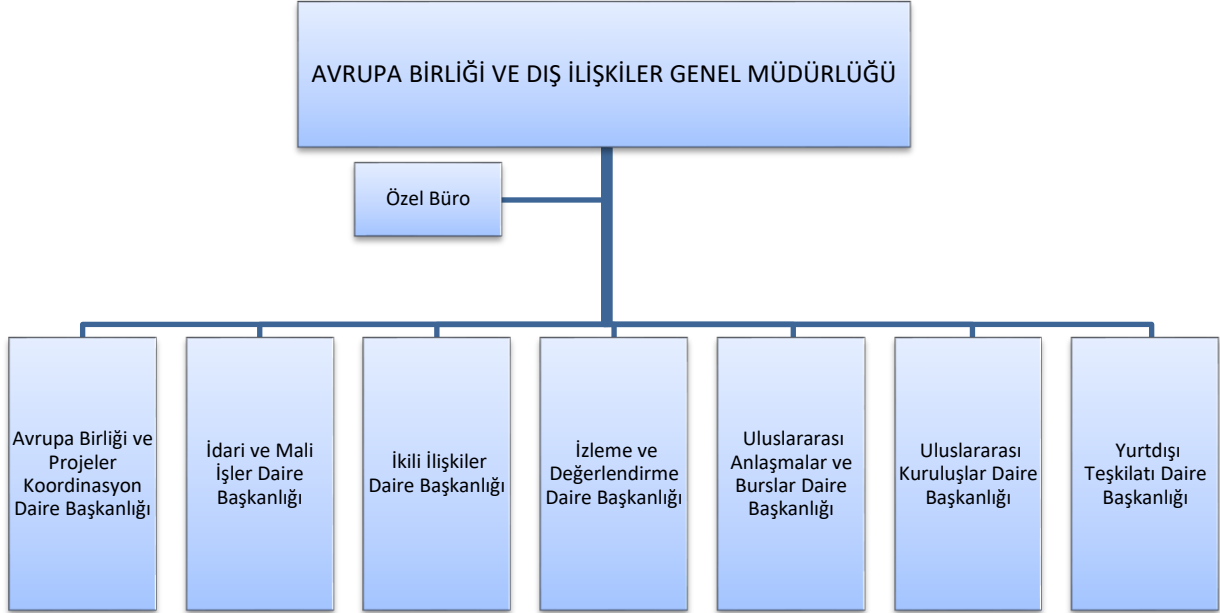 AVRUPA BİRLİĞİ VE DIŞ İLİŞKİLER GENEL MÜDÜRLÜĞÜ
Özel Büro
Avrupa Birliği ve
Projeler
Koordinasyon
Daire Başkanlığı
İdari ve Mali
İşler Daire
Başkanlığı
İkili İlişkiler
Daire Başkanlığı
İzleme ve
Değerlendirme
Daire Başkanlığı
Uluslararası
Anlaşmalar ve
Burslar Daire
Başkanlığı
Uluslararası
Kuruluşlar Daire
Başkanlığı
Yurtdışı
Teşkilatı Daire
Başkanlığı